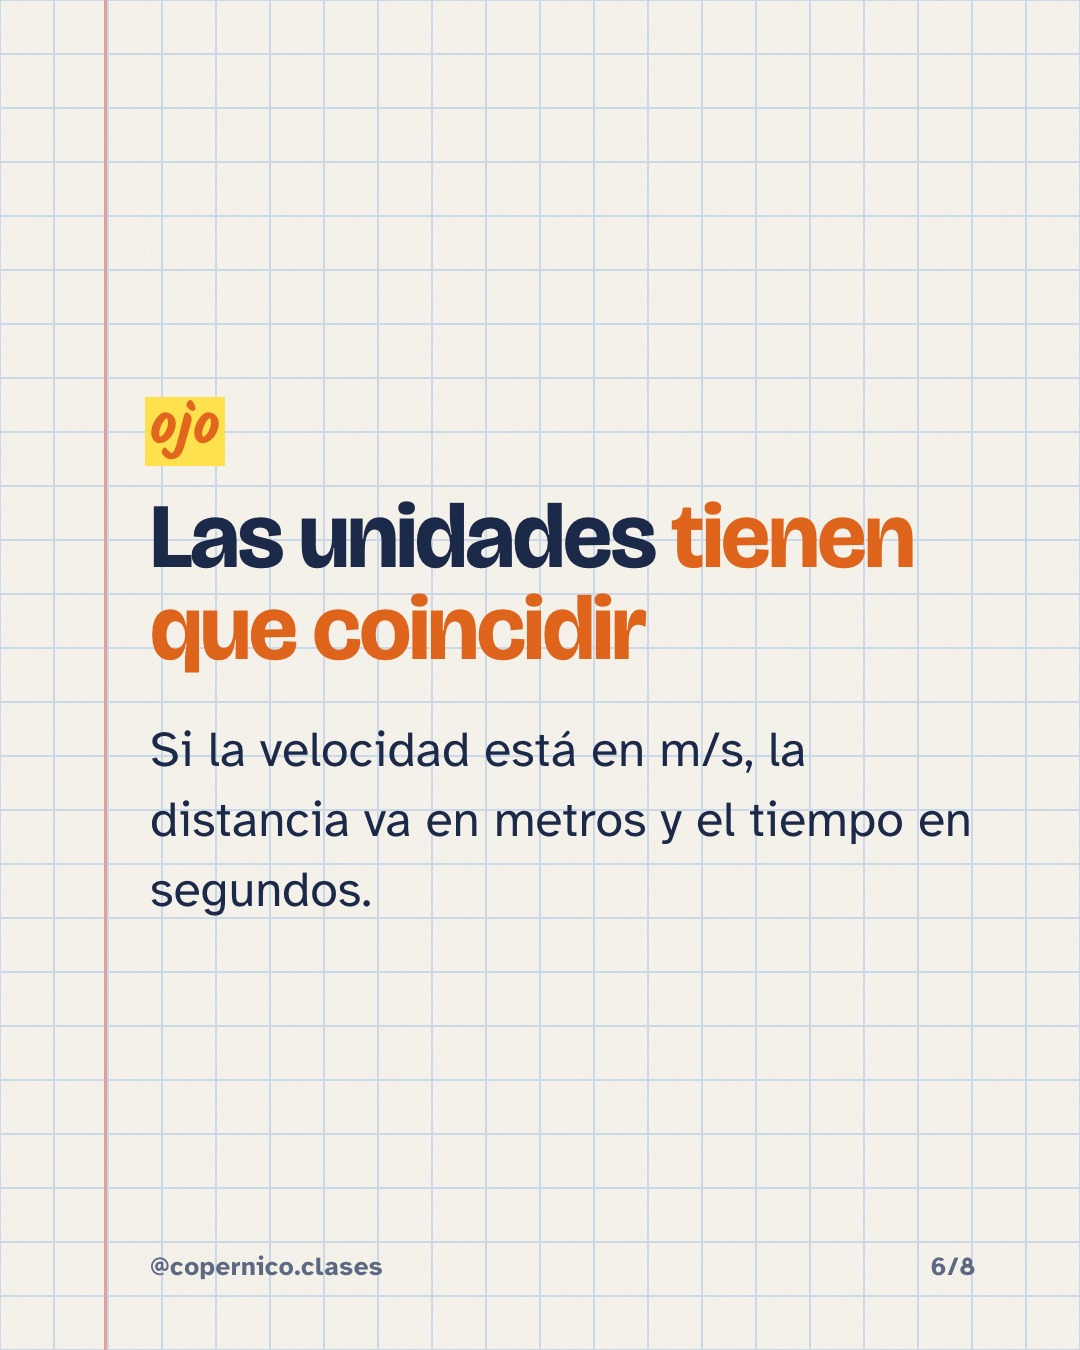 ojo
Las unidades tienen
que coincidir
Si la velocidad está en m/s, la
distancia va en metros y el tiempo en
segundos.
@copernico.clases
6/8